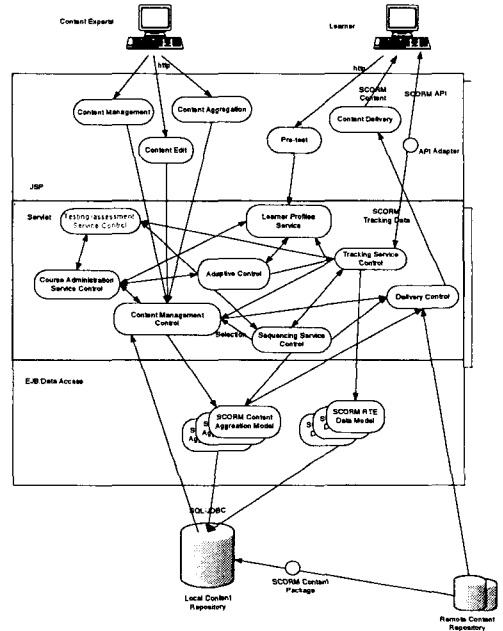 Content Experts
Learner
http
http
SCORM
Content
SCORM API
Content Management
Content Aggregation
Content Delivery
Content Edit
Pre-test
API Adapter
JSP
Servlet
Testing/assessment
Service Control
Learner Profiles
Service
SCORM
Tracking Data
Tracking Service
Control
Course Administration
Service Control
Adaptive Control
Delivery Control
Content Management
Control
Selection
Sequencing Service
Control
EJB/Data Access
SCORM Content
Aggreation Model
SCORM RTE
Data Model
SQL-JDBC
SCORM Content
Package
Local Content
Repository
Remote Content
Repository